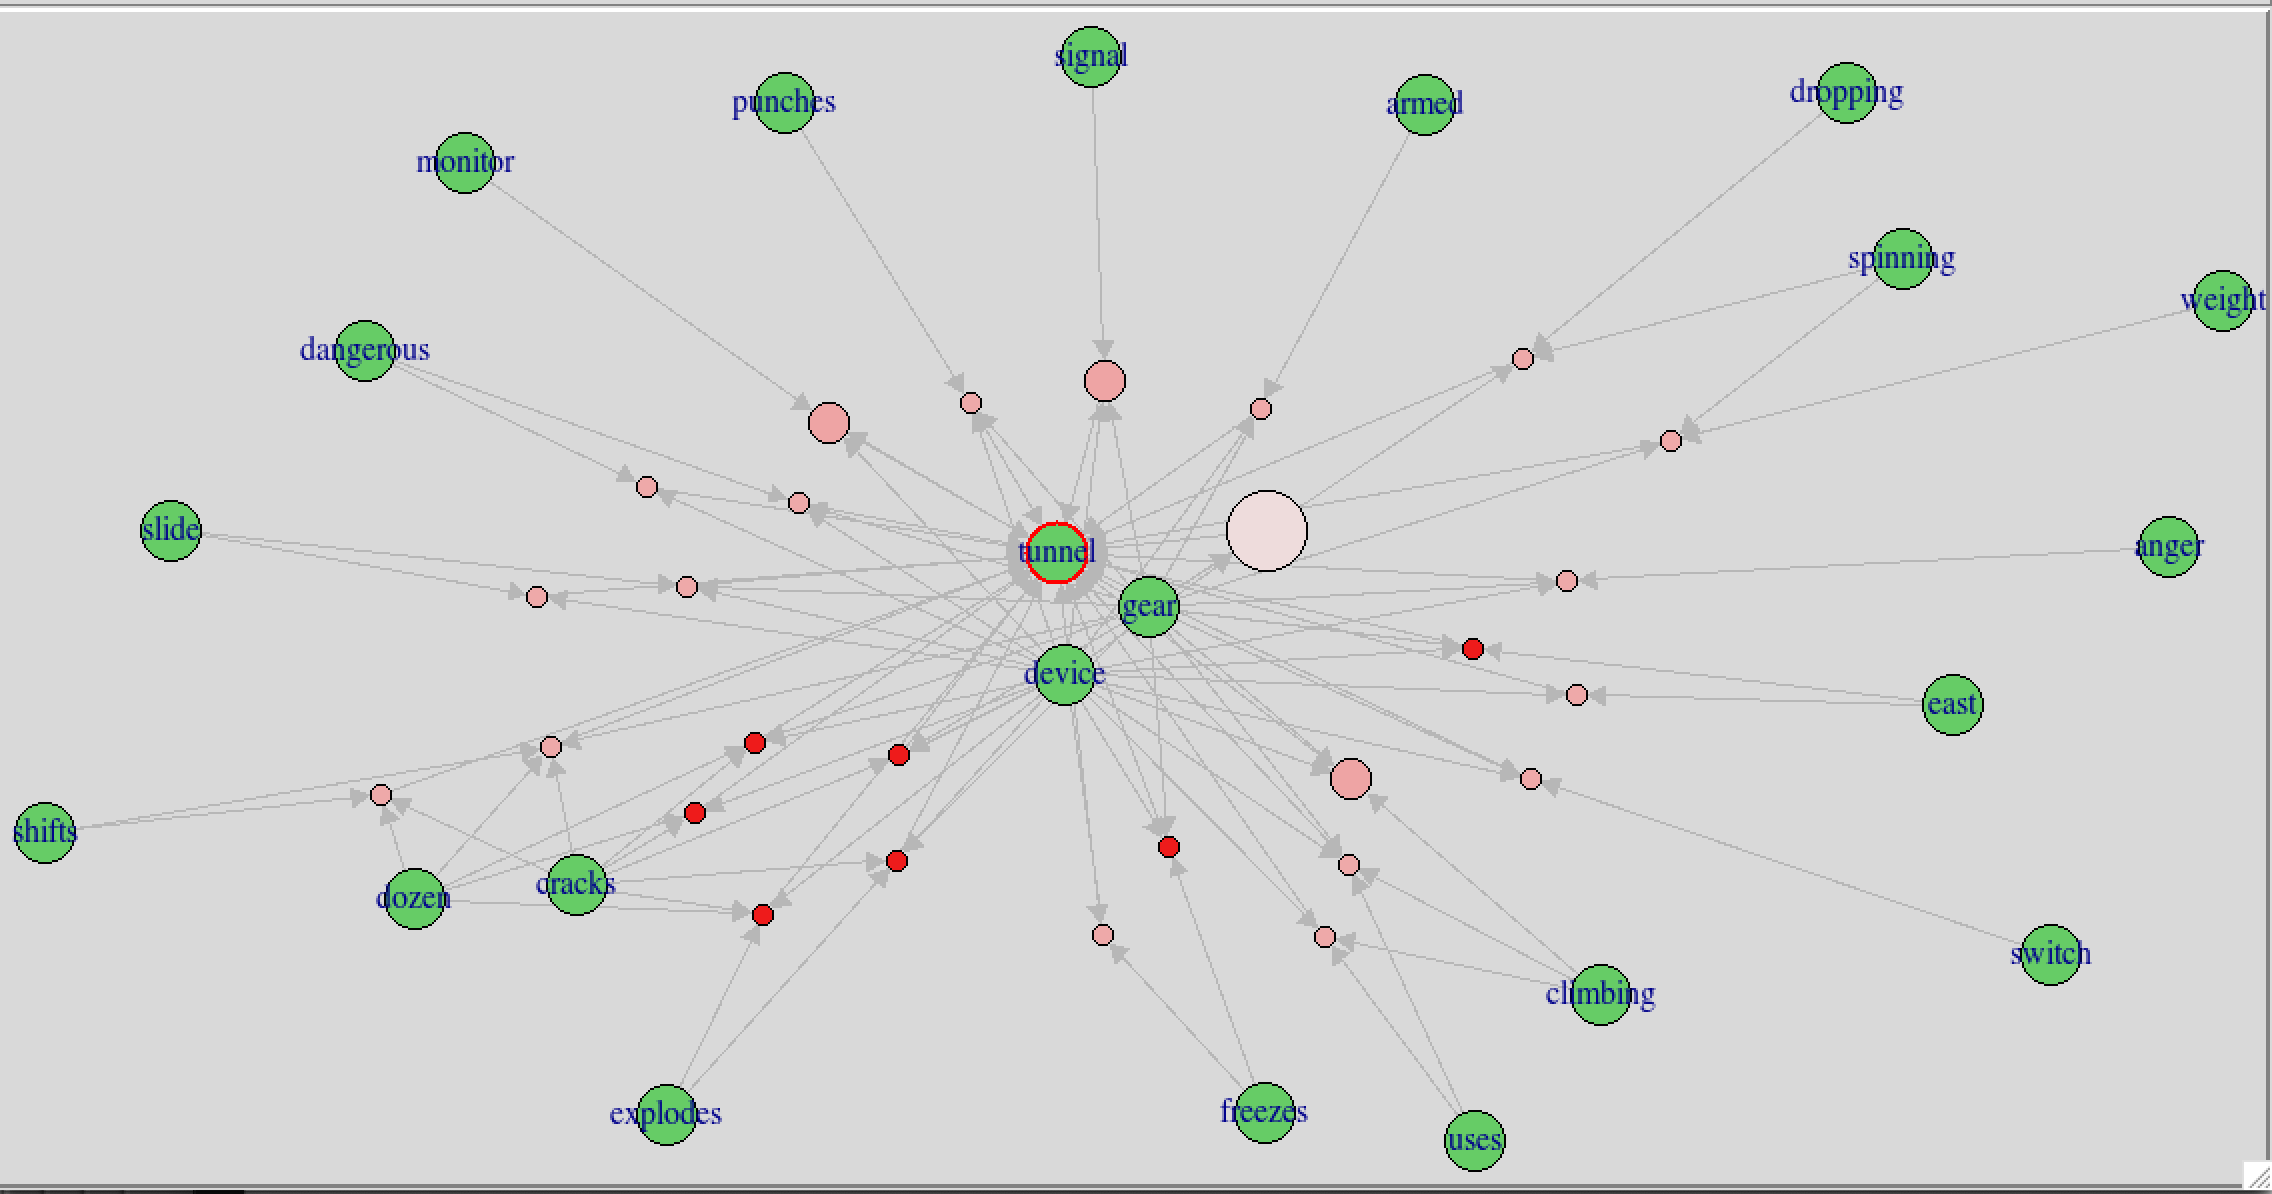 signal
punches
armed
dropping
monitor
spinning
weight
dangerous
slide
tunnel
anger
gear
device
east
shifts
cracks
dozen
switch
climbing
explodes
freezes
uses